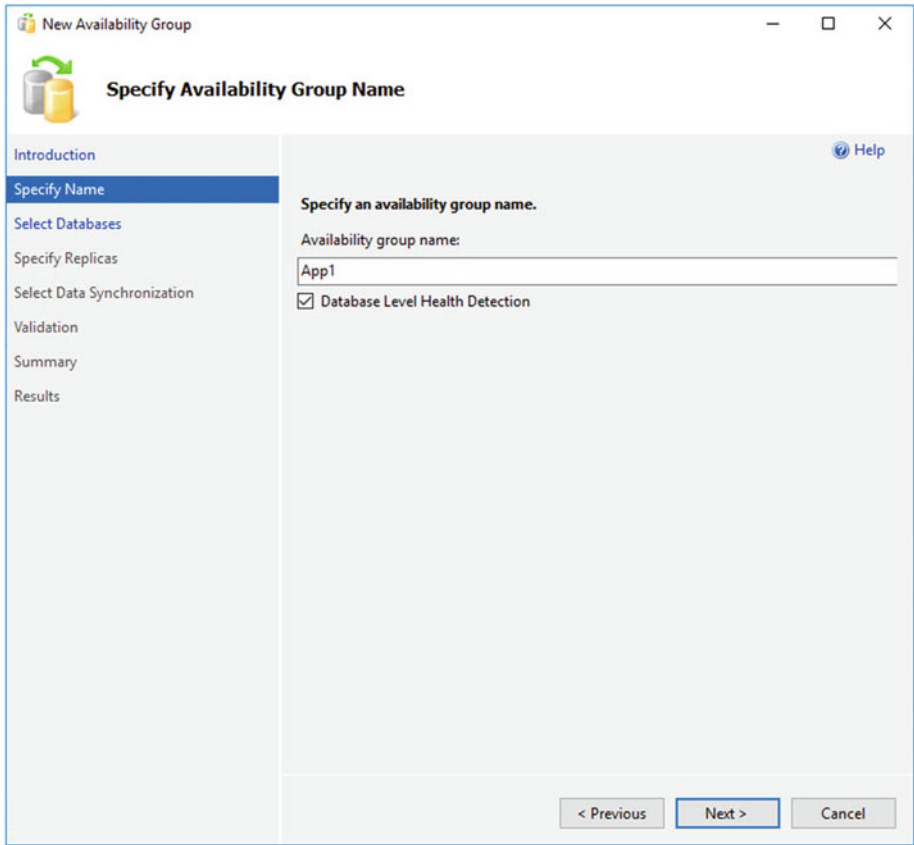 New Availability Group
Specify Availability Group Name
Introduction
Help
Specify Name
Select Databases
Specify Replicas
Select Data Synchronization
Validation
Summary
Results
Specify an availability group name.
Availability group name:
App1
Database Level Health Detection
< Previous
Next >
Cancel